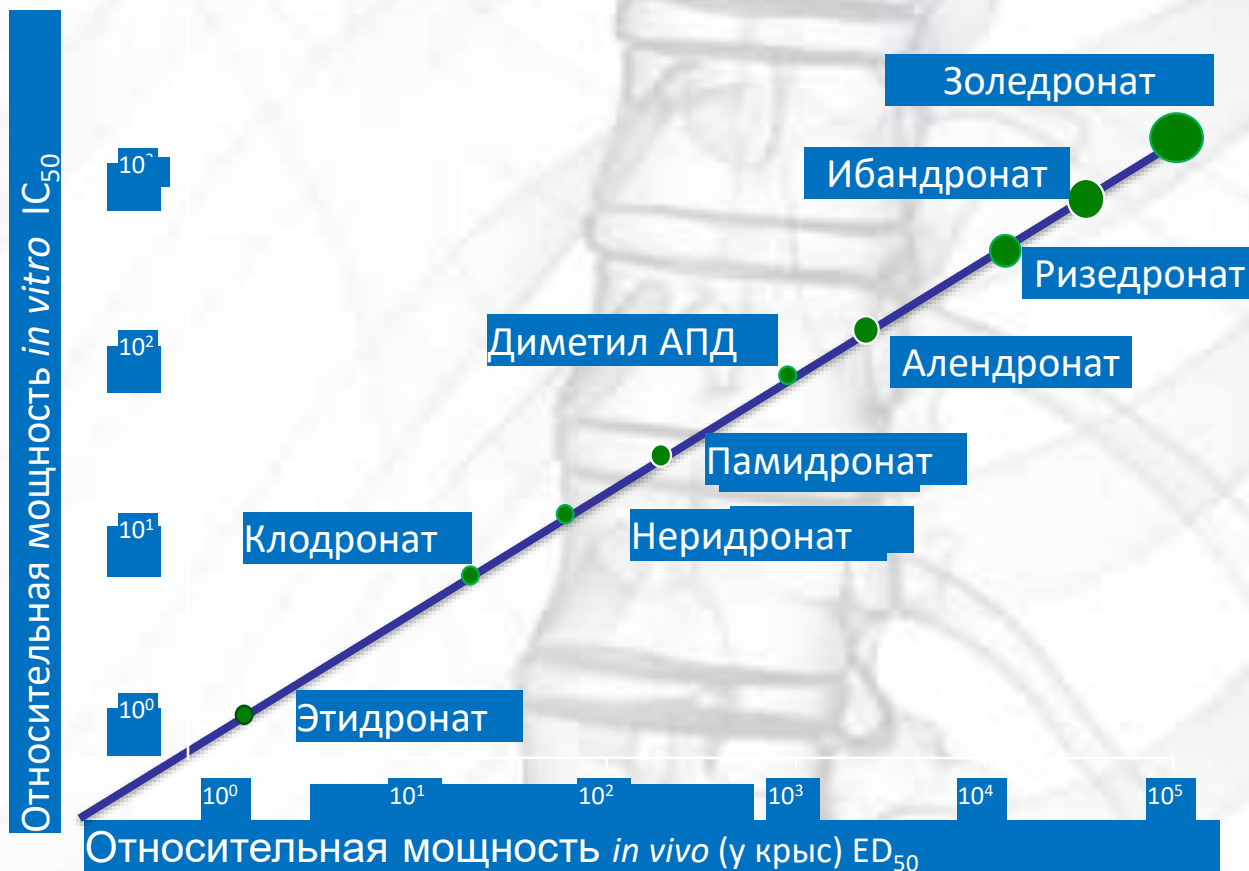 Относительная мощность in vitro IC₅₀
Золедронат
Ибандронат
Ризедронат
Диметил АПД
Алендронат
Памидронат
Клодронат
Неридронат
Этидронат
10²
10¹
10⁰
10⁰ 10¹ 10² 10³ 10⁴ 10⁵
Относительная мощность in vivo (у крыс) ED₅₀